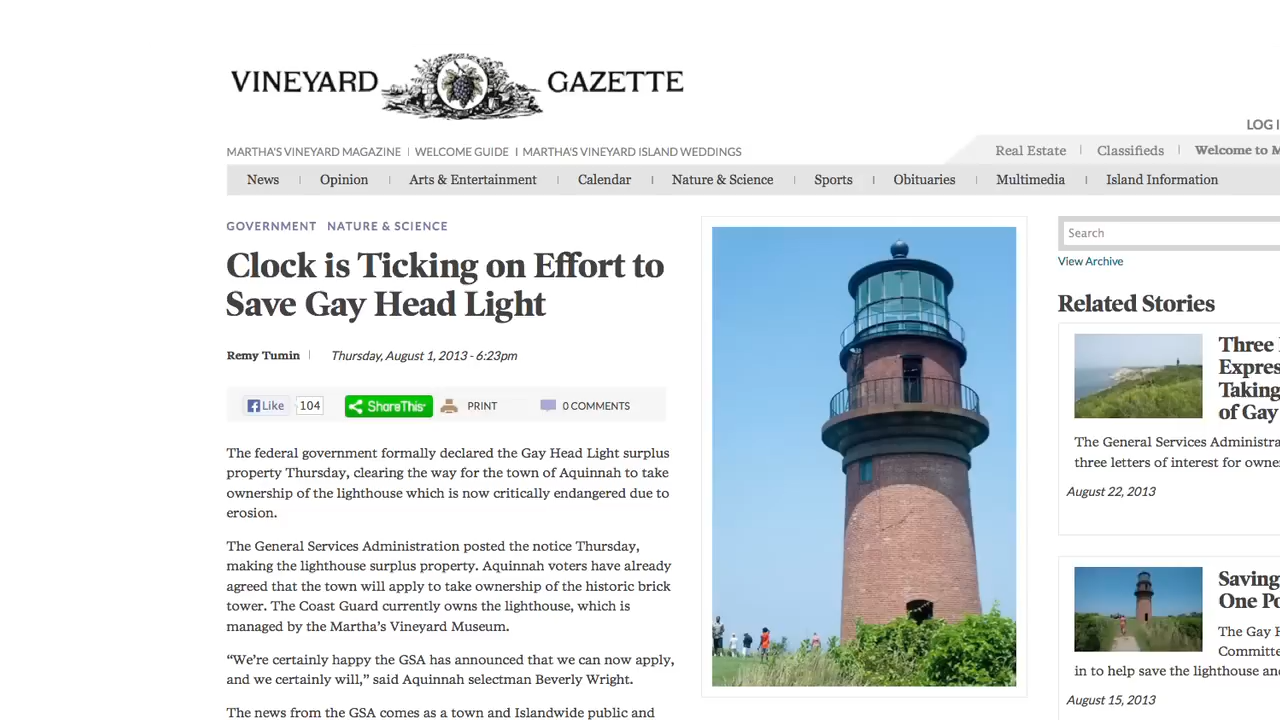 VINEYARD GAZETTE
LOG
MARTHA'S VINEYARD MAGAZINE | WELCOME GUIDE | MARTHA'S VINEYARD ISLAND WEDDINGS
Real Estate | Classifieds | Welcome to
News | Opinion | Arts & Entertainment | Calendar | Nature & Science | Sports | Obituaries | Multimedia | Island Information
GOVERNMENT NATURE & SCIENCE
Clock is Ticking on Effort to
Save Gay Head Light
Remy Tumin | Thursday, August 1, 2013 - 6:23pm
Like 104 ShareThis PRINT 0 COMMENTS
The federal government formally declared the Gay Head Light surplus
property Thursday, clearing the way for the town of Aquinnah to take
ownership of the lighthouse which is now critically endangered due to
erosion.
The General Services Administration posted the notice Thursday,
making the lighthouse surplus property. Aquinnah voters have already
agreed that the town will apply to take ownership of the historic brick
tower. The Coast Guard currently owns the lighthouse, which is
managed by the Martha's Vineyard Museum.
“We're certainly happy the GSA has announced that we can now apply,
and we certainly will,” said Aquinnah selectman Beverly Wright.
The news from the GSA comes as a town and Islandwide public and
Search
View Archive
Related Stories
Three
Expres
Taking
of Gay
The General Services Administra
three letters of interest for owne
August 22, 2013
Saving
One Po
The Gay
Committe
in to help save the lighthouse an
August 15, 2013